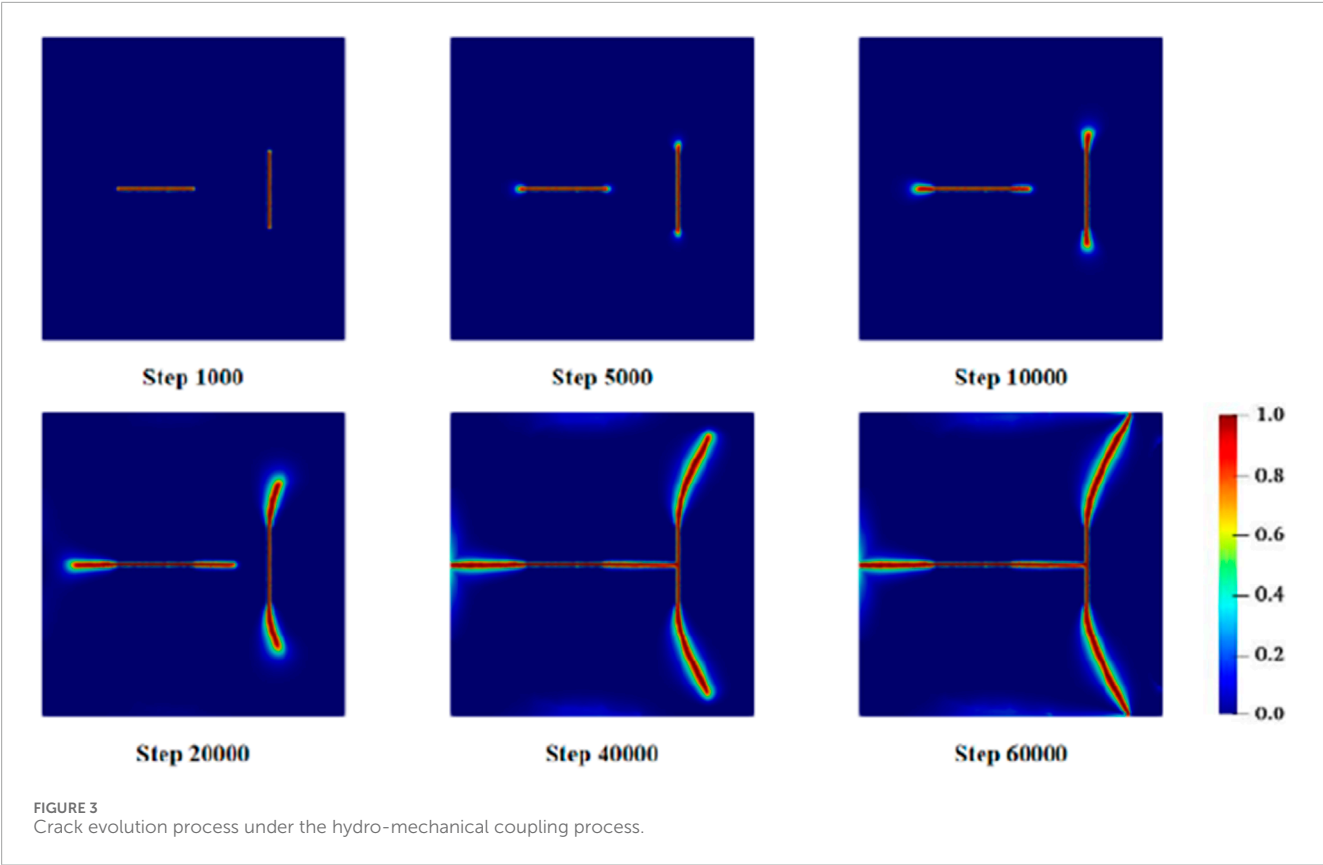 Step 1000
Step 5000
Step 10000
1.0
0.8
0.6
0.4
0.2
0.0
Step 20000
Step 40000
Step 60000
FIGURE 3
Crack evolution process under the hydro-mechanical coupling process.